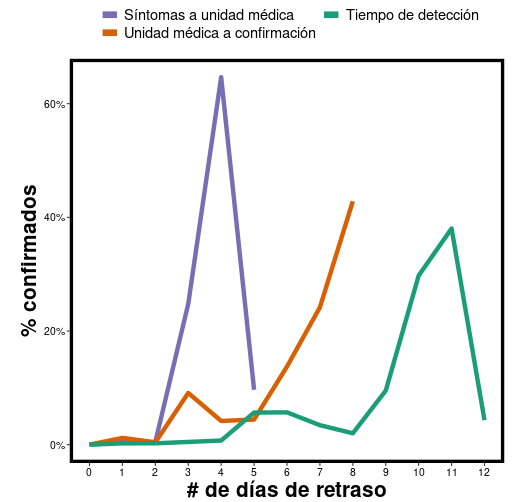 Síntomas a unidad médica Tiempo de detección
Unidad médica a confirmación
60%
40%
20%
0%
% confirmados
0 1 2 3 4 5 6 7 8 9 10 11 12
# de días de retraso